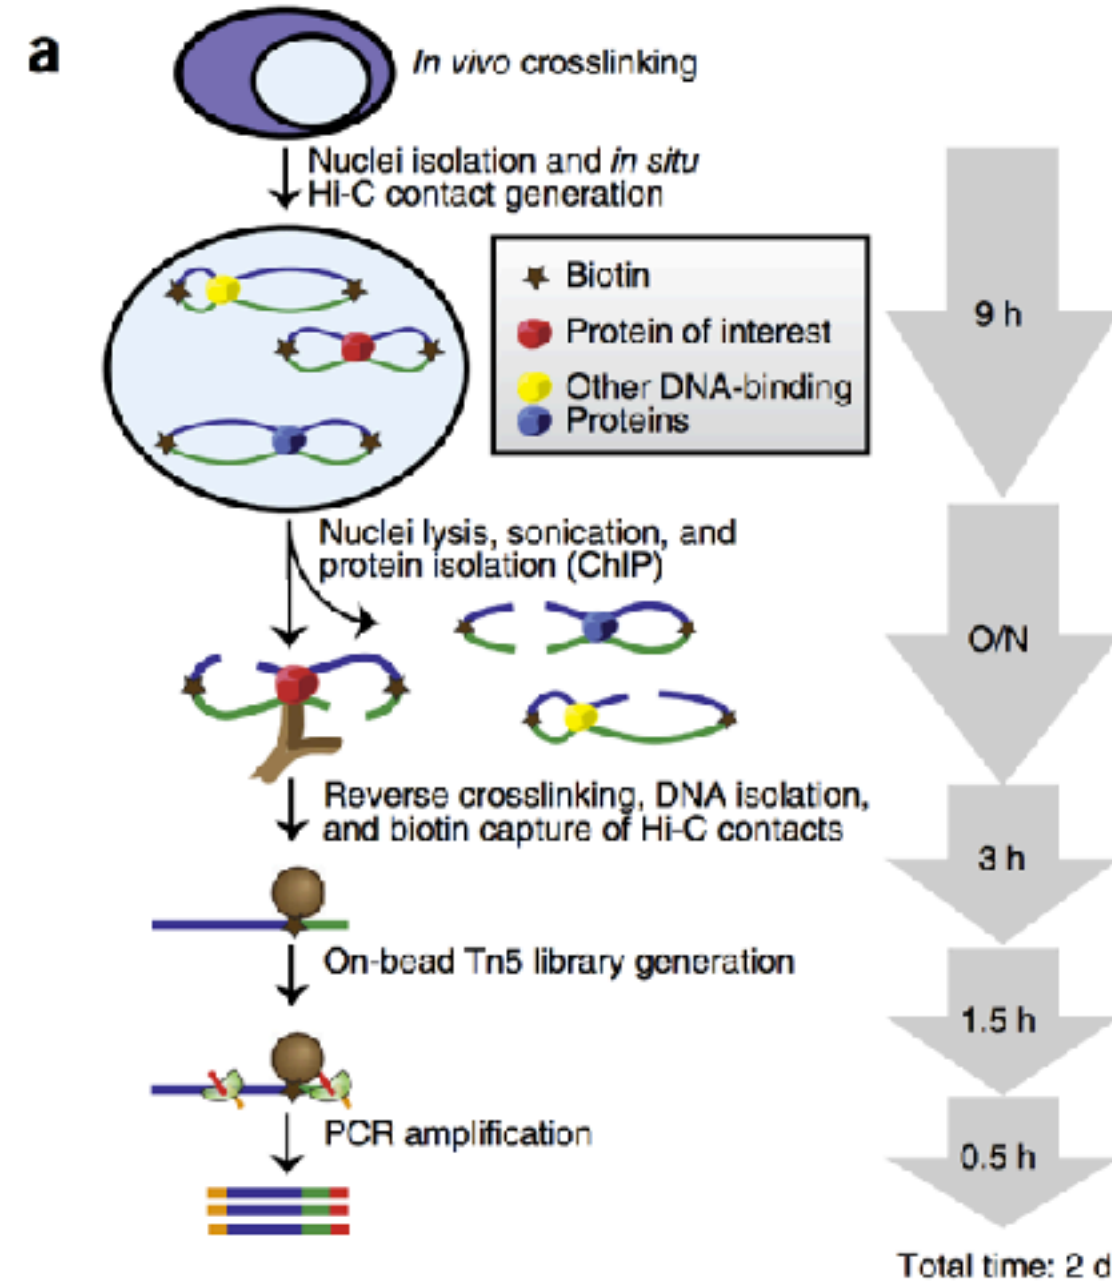 a
In vivo crosslinking
Nuclei isolation and in situ
Hi-C contact generation
Biotin
Protein of interest
Other DNA-binding
Proteins
9 h
Nuclei lysis, sonication, and
protein isolation (ChIP)
O/N
Reverse crosslinking, DNA isolation,
and biotin capture of Hi-C contacts
3 h
On-bead Tn5 library generation
1.5 h
PCR amplification
0.5 h
Total time: 2 d